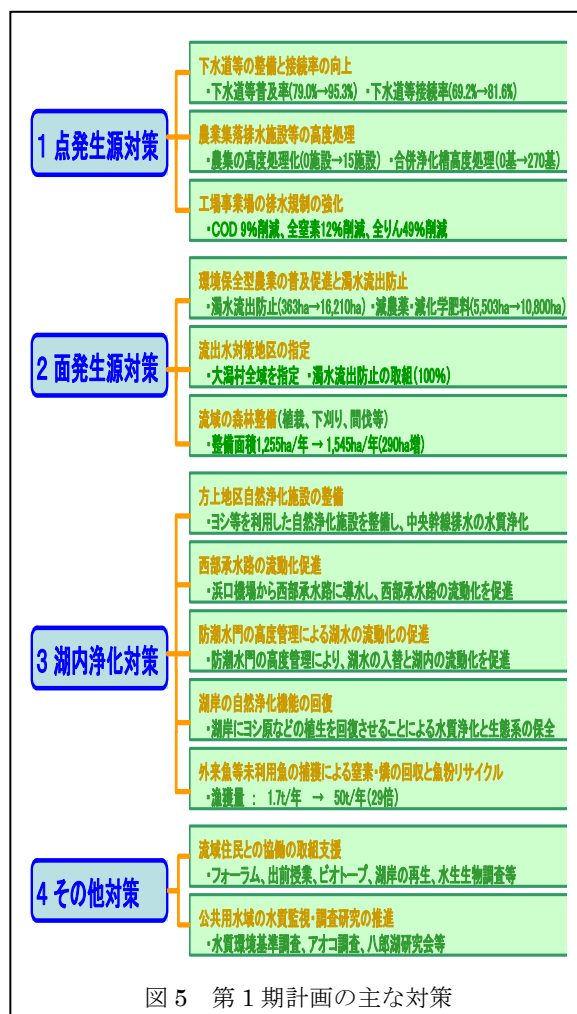 1 点発生源対策
下水道等の整備と接続率の向上
・下水道等普及率(79.0%→95.3%) ・下水道等接続率(69.2%→81.6%)
農業集落排水施設等の高度処理
・農集の高度処理化(0施設→15施設) ・合併浄化槽高度処理(0基→270基)
工場事業場の排水規制の強化
・COD 9%削減、全窒素12%削減、全りん49%削減
2 面発生源対策
環境保全型農業の普及促進と濁水流出防止
・濁水流出防止(363ha→16,210ha) ・減農薬・減化学肥料(5,503ha→10,800ha)
流出水対策地区の指定
・大潟村全域を指定 ・濁水流出防止の取組(100%)
流域の森林整備(植栽、下刈り、間伐等)
・整備面積1,255ha/年 → 1,545ha/年(290ha増)
3 湖内浄化対策
方上地区自然浄化施設の整備
・ヨシ等を利用した自然浄化施設を整備し、中央幹線排水の水質浄化
西部承水路の流動化促進
・浜口機場から西部承水路に導水し、西部承水路の流動化を促進
防潮水門の高度管理による湖水の流動化の促進
・防潮水門の高度管理により、湖水の入替と湖内の流動化を促進
湖岸の自然浄化機能の回復
・湖岸にヨシ原などの植生を回復させることによる水質浄化と生態系の保全
外来魚等未利用魚の捕獲による窒素・燐の回収と魚粉リサイクル
・漁獲量 : 1.7t/年 → 50t/年(29倍)
4 その他対策
流域住民との協働の取組支援
・フォーラム、出前授業、ビオトープ、湖岸の再生、水生生物調査等
公共用水域の水質監視・調査研究の推進
・水質環境基準調査、アオコ調査、八郎湖研究会等
図5 第1期計画の主な対策